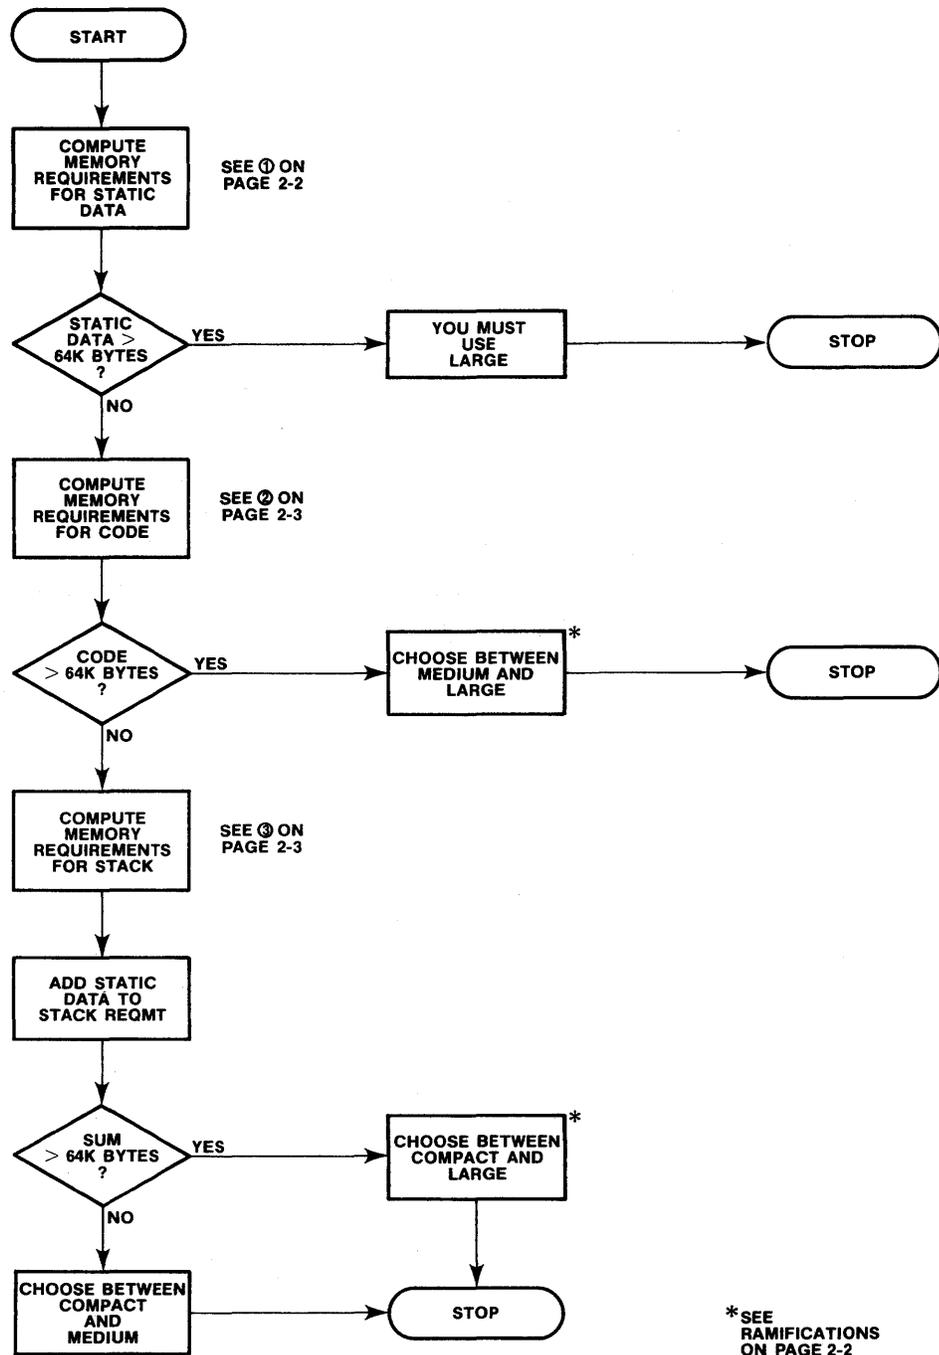 START
COMPUTE
MEMORY
REQUIREMENTS
FOR STATIC
DATA
SEE ① ON
PAGE 2-2
STATIC
DATA >
64K BYTES
?
YES
NO
YOU MUST
USE
LARGE
STOP
COMPUTE
MEMORY
REQUIREMENTS
FOR CODE
SEE ② ON
PAGE 2-3
CODE
> 64K BYTES
?
YES
NO
*
CHOOSE BETWEEN
MEDIUM AND
LARGE
STOP
COMPUTE
MEMORY
REQUIREMENTS
FOR STACK
SEE ③ ON
PAGE 2-3
ADD STATIC
DATA TO
STACK REQMT
SUM
> 64K BYTES
?
YES
NO
*
CHOOSE BETWEEN
COMPACT AND
LARGE
CHOOSE BETWEEN
COMPACT
AND
MEDIUM
STOP
* SEE
RAMIFICATIONS
ON PAGE 2-2